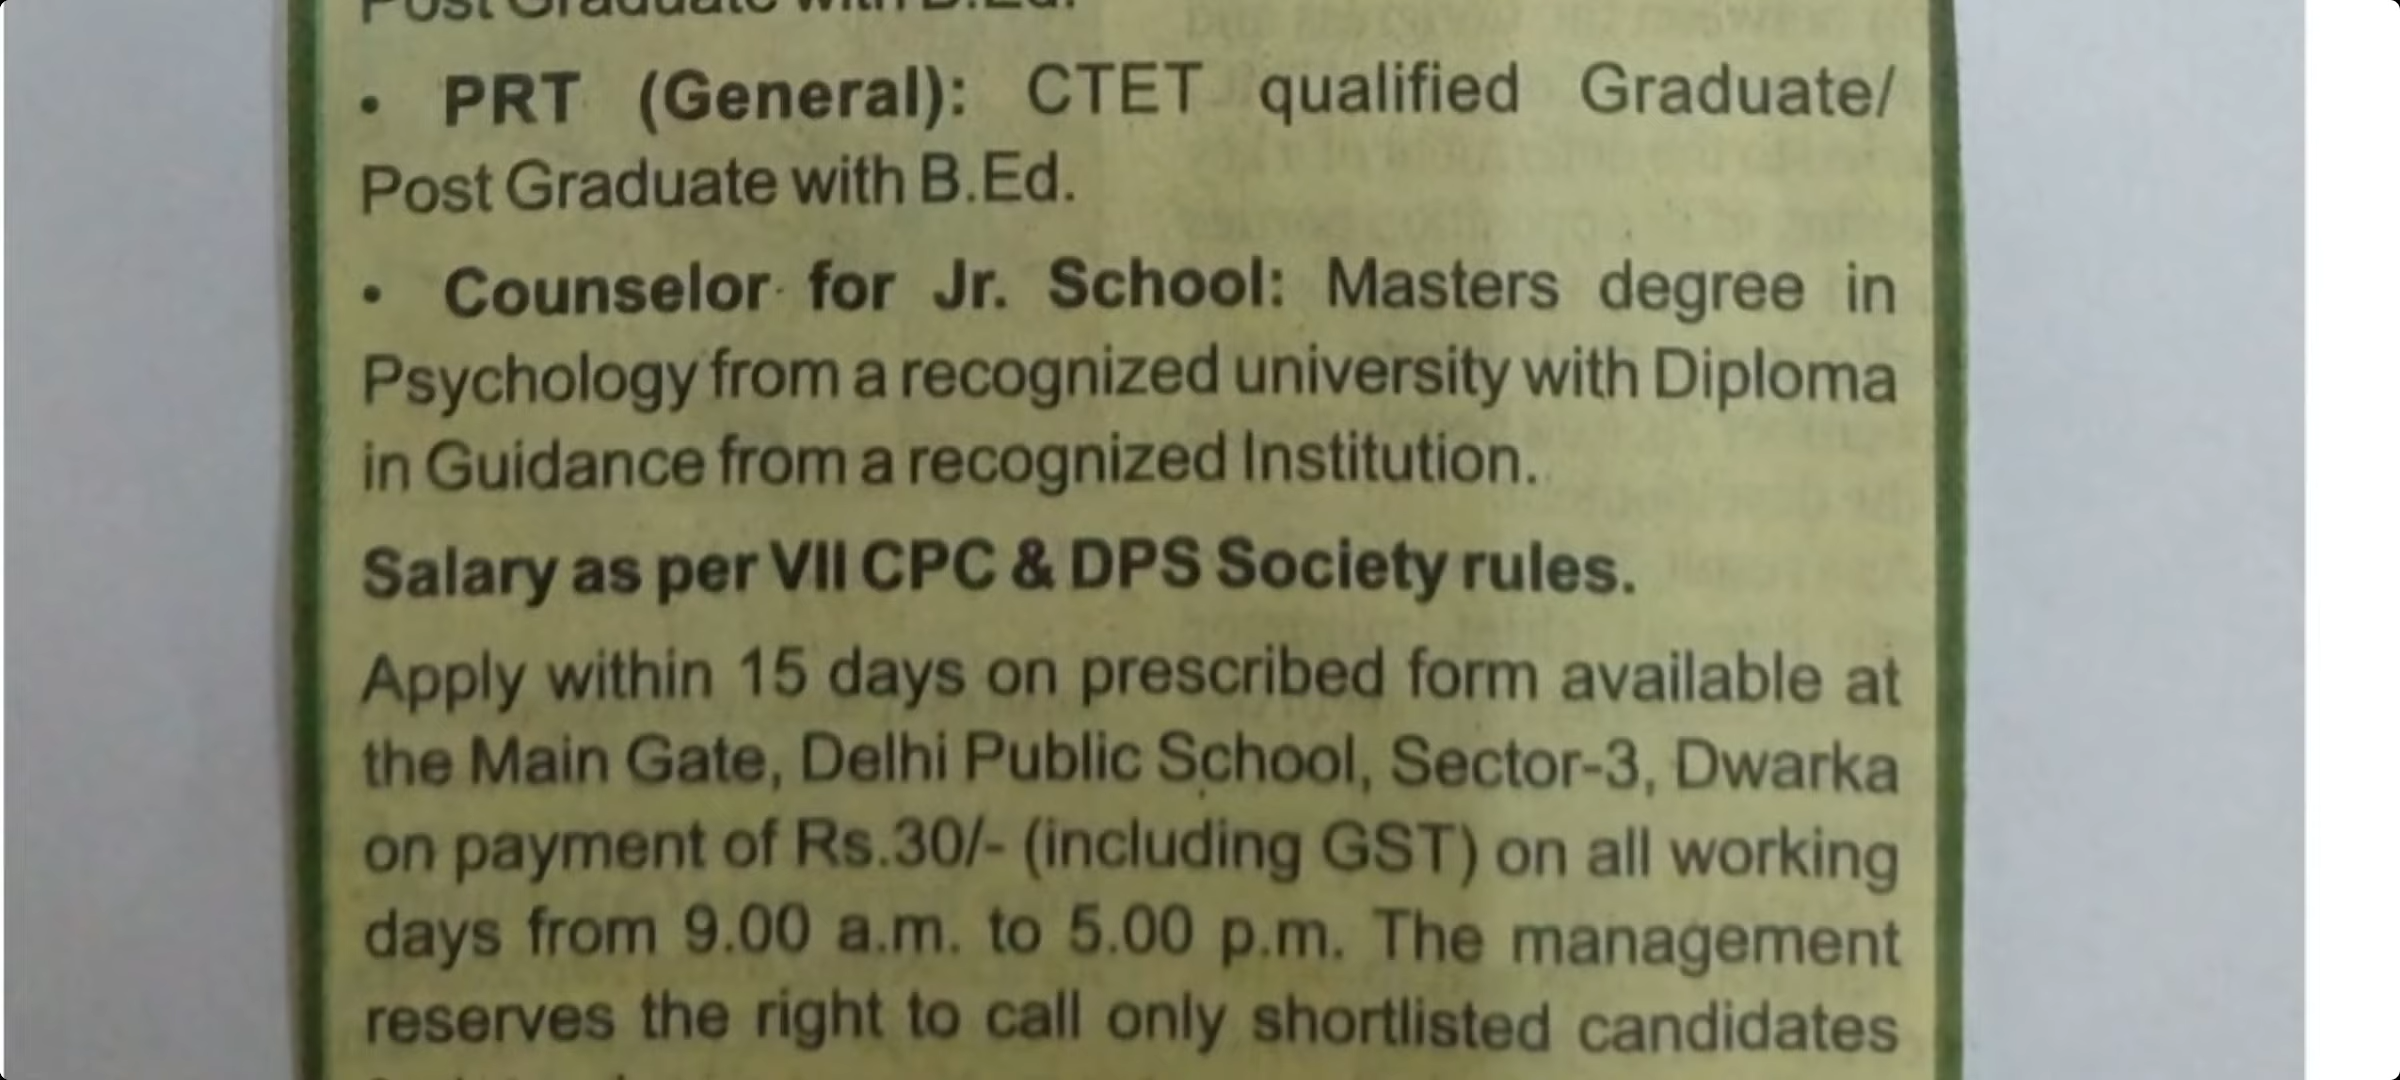 Post Graduate with B.Ed.
• PRT (General): CTET qualified Graduate/
Post Graduate with B.Ed.
• Counselor for Jr. School: Masters degree in
Psychology from a recognized university with Diploma
in Guidance from a recognized Institution.
Salary as per VII CPC & DPS Society rules.
Apply within 15 days on prescribed form available at
the Main Gate, Delhi Public School, Sector-3, Dwarka
on payment of Rs.30/- (including GST) on all working
days from 9.00 a.m. to 5.00 p.m. The management
reserves the right to call only shortlisted candidates